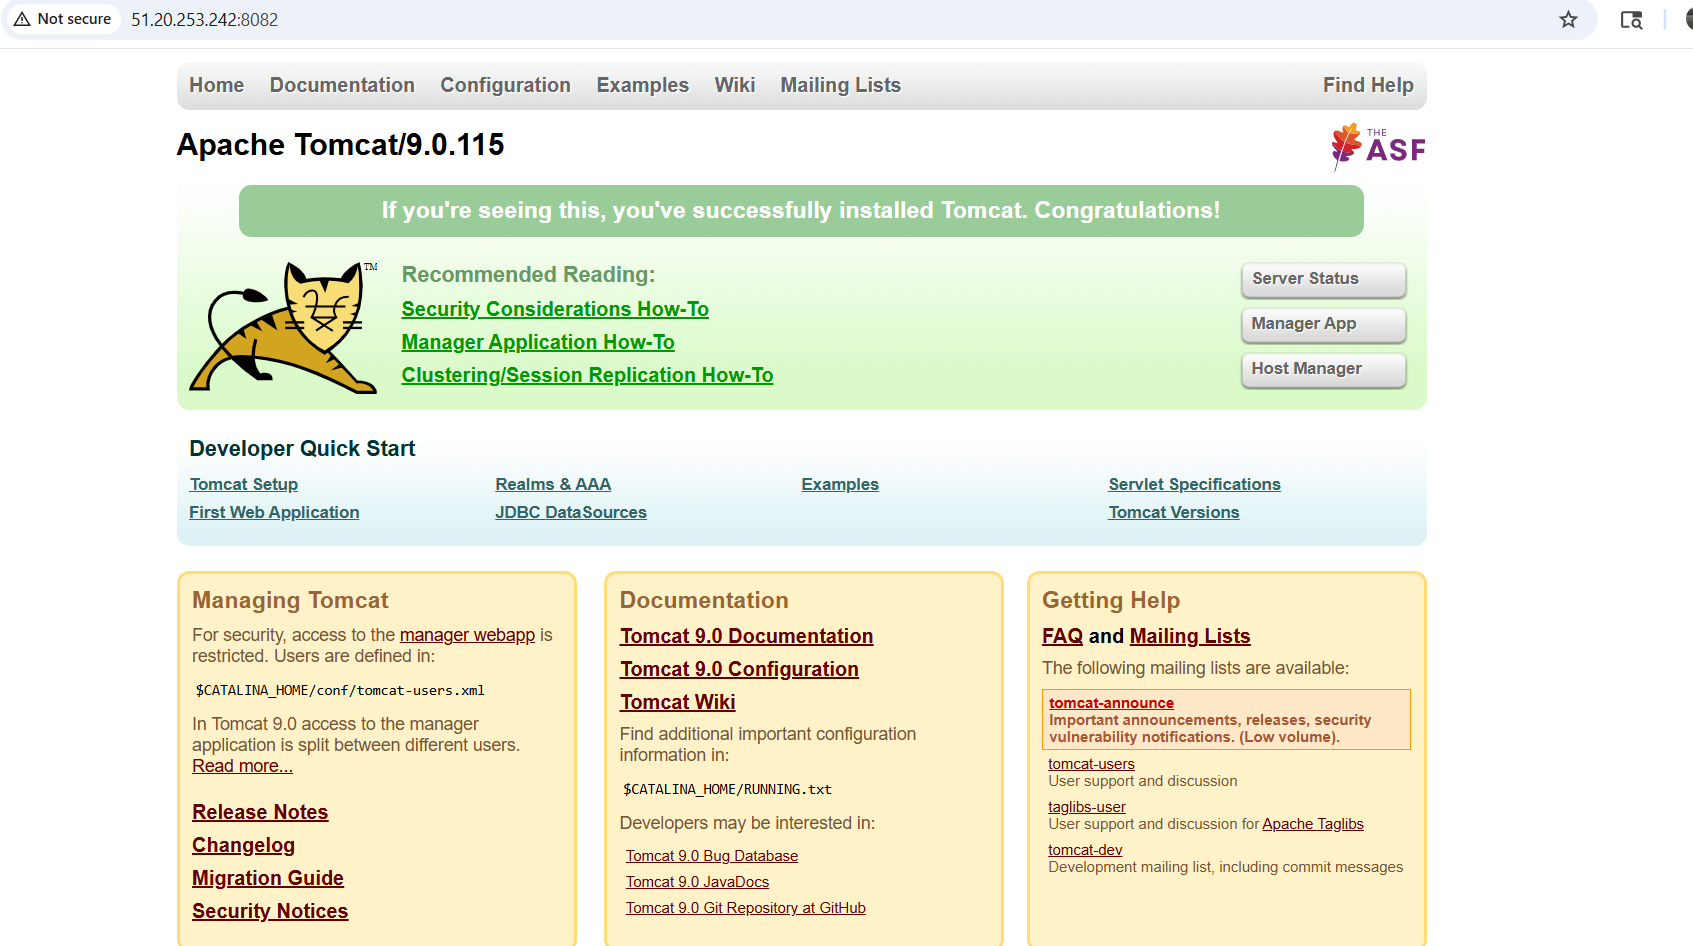 Not secure 51.20.253.242:8082
Home Documentation Configuration Examples Wiki Mailing Lists Find Help
Apache Tomcat/9.0.115
THE
ASF
If you're seeing this, you've successfully installed Tomcat. Congratulations!
TM
Recommended Reading:
Security Considerations How-To
Manager Application How-To
Clustering/Session Replication How-To
Server Status
Manager App
Host Manager
Developer Quick Start
Tomcat Setup
First Web Application
Realms & AAA
JDBC DataSources
Examples
Servlet Specifications
Tomcat Versions
Managing Tomcat
For security, access to the manager webapp is
restricted. Users are defined in:
$CATALINA_HOME/conf/tomcat-users.xml
In Tomcat 9.0 access to the manager
application is split between different users.
Read more...
Release Notes
Changelog
Migration Guide
Security Notices
Documentation
Tomcat 9.0 Documentation
Tomcat 9.0 Configuration
Tomcat Wiki
Find additional important configuration
information in:
$CATALINA_HOME/RUNNING.txt
Developers may be interested in:
Tomcat 9.0 Bug Database
Tomcat 9.0 JavaDocs
Tomcat 9.0 Git Repository at GitHub
Getting Help
FAQ and Mailing Lists
The following mailing lists are available:
tomcat-announce
Important announcements, releases, security
vulnerability notifications. (Low volume).
tomcat-users
User support and discussion
taglibs-user
User support and discussion for Apache Taglibs
tomcat-dev
Development mailing list, including commit messages